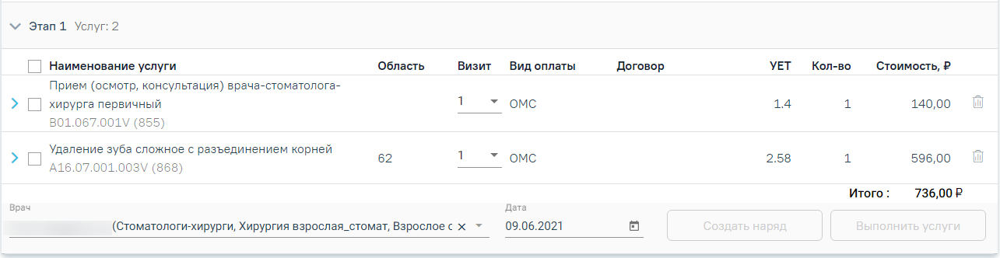 Этап 1 Услуг: 2
Наименование услуги Область Визит Вид оплаты Договор УЕТ Кол-во Стоимость, ₽
Прием (осмотр, консультация) врача-стоматолога-
хирурга первичный 1 ОМС 1.4 1 140,00
B01.067.001V (855)
Удаление зуба сложное с разъединением корней 62 1 ОМС 2.58 1 596,00
A16.07.001.003V (868)
Итого : 736,00 ₽
Врач Дата
(Стоматологи-хирурги, Хирургия взрослая_стомат, Взрослое с 09.06.2021 Создать наряд Выполнить услуги